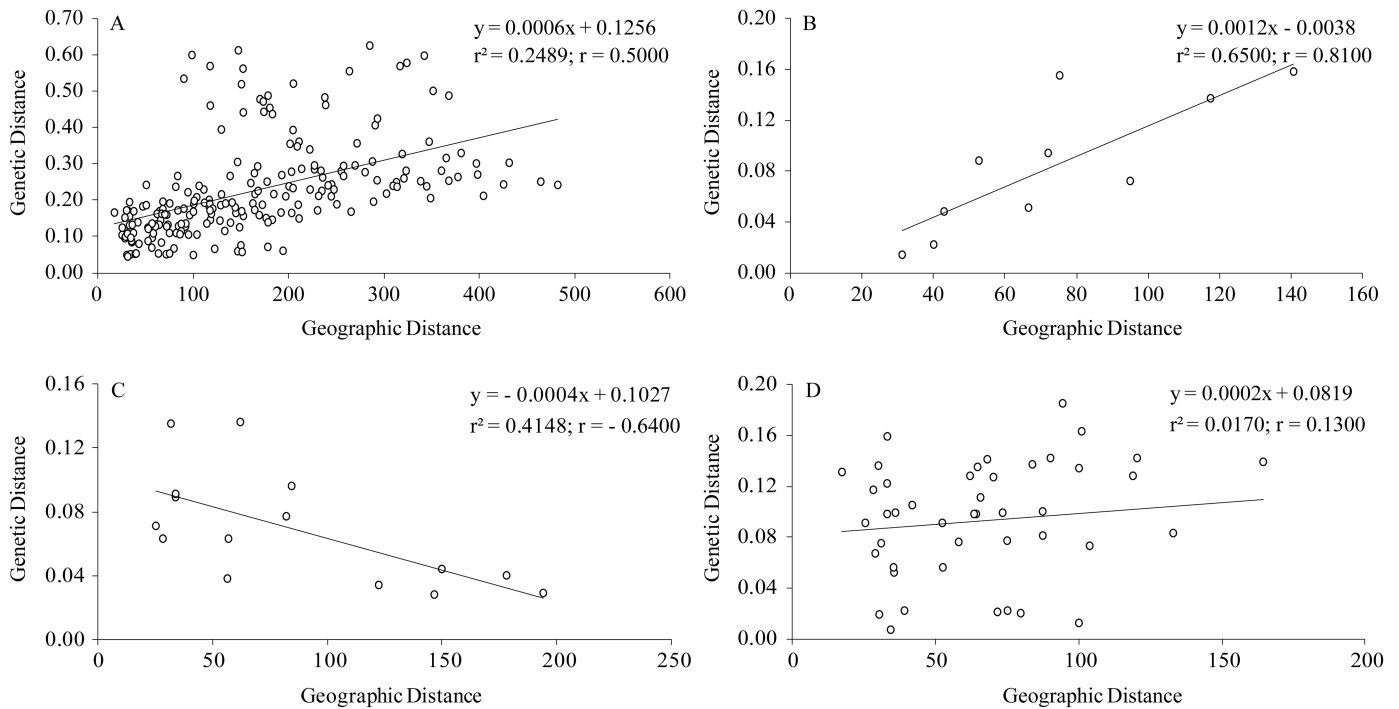 A
y = 0.0006x + 0.1256
r² = 0.2489; r = 0.5000
Genetic Distance
0.70
0.60
0.50
0.40
0.30
0.20
0.10
0.00
0 100 200 300 400 500 600
Geographic Distance
B
y = 0.0012x - 0.0038
r² = 0.6500; r = 0.8100
Genetic Distance
0.20
0.16
0.12
0.08
0.04
0.00
0 20 40 60 80 100 120 140 160
Geographic Distance
C
y = - 0.0004x + 0.1027
r² = 0.4148; r = - 0.6400
Genetic Distance
0.16
0.12
0.08
0.04
0.00
0 50 100 150 200 250
Geographic Distance
D
y = 0.0002x + 0.0819
r² = 0.0170; r = 0.1300
Genetic Distance
0.20
0.16
0.12
0.08
0.04
0.00
0 50 100 150 200
Geographic Distance